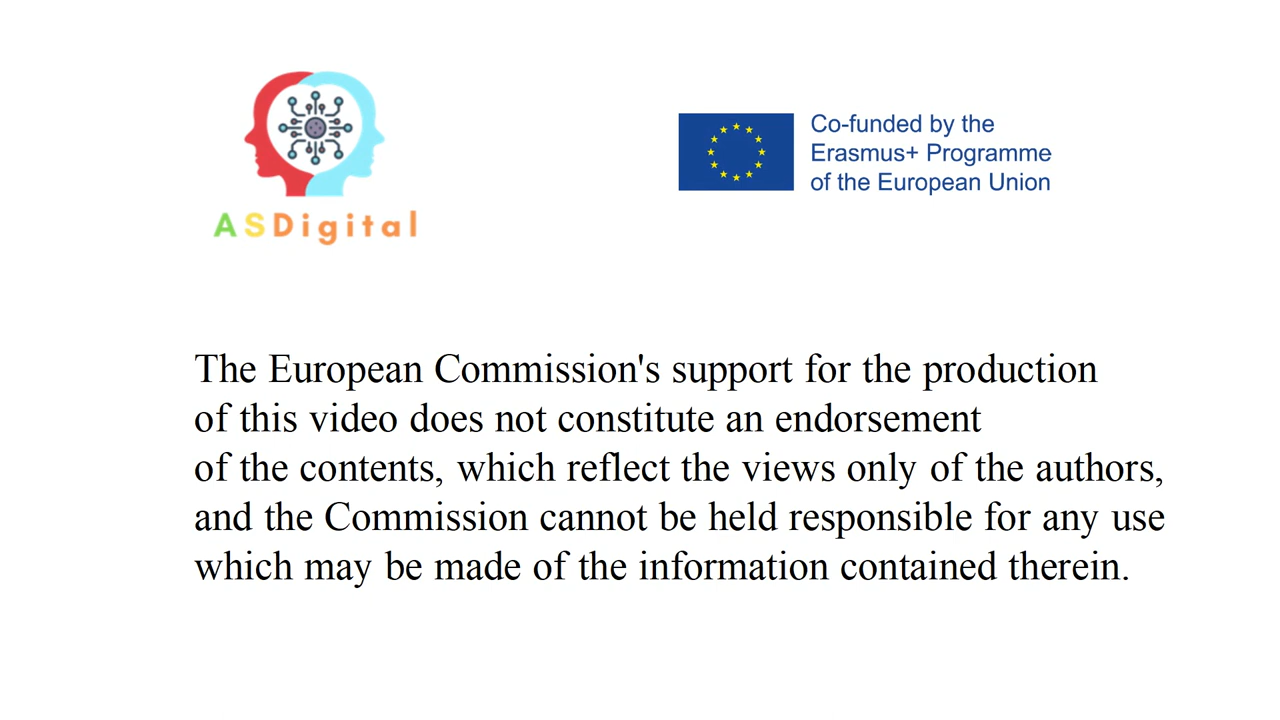 ASDigital
Co-funded by the
Erasmus+ Programme
of the European Union
The European Commission's support for the production
of this video does not constitute an endorsement
of the contents, which reflect the views only of the authors,
and the Commission cannot be held responsible for any use
which may be made of the information contained therein.